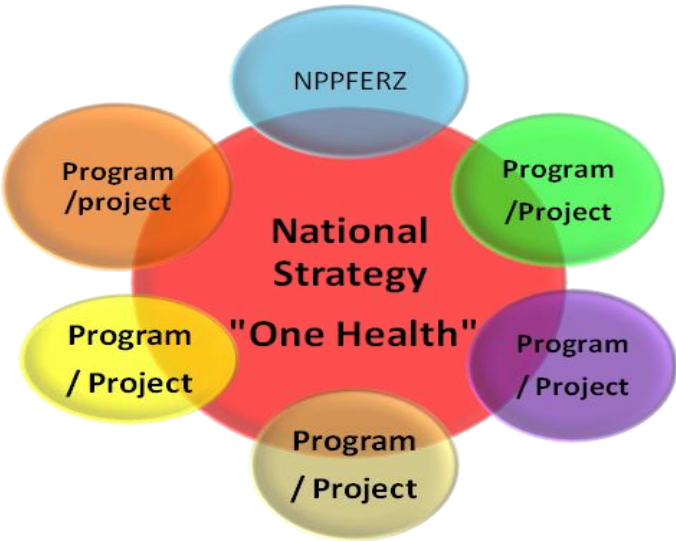 NPPFERZ
Program
/project
Program
/Project
National
Strategy
"One Health"
Program
/ Project
Program
/ Project
Program
/ Project